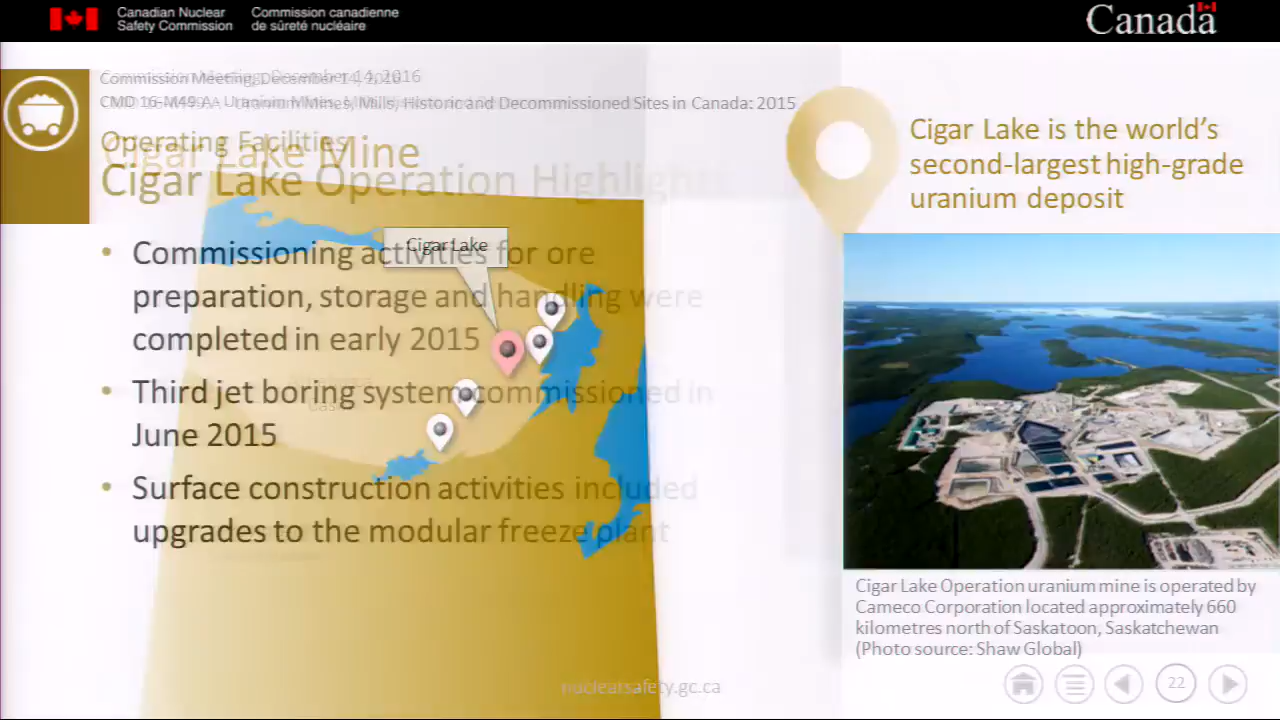 Canadian Nuclear Safety Commission
Commission canadienne de sûreté nucléaire
Canada
Commission Meeting, December 14, 2016
CMD 16-M49.A - Uranium Mines, Mills, Historic and Decommissioned Sites in Canada: 2015
Operating Facilities
Cigar Lake Mine
Cigar Lake Operation Highlights
• Commissioning activities for ore
preparation, storage and handling were
completed in early 2015
• Third jet boring system commissioned in
June 2015
• Surface construction activities included
upgrades to the modular freeze plant
Cigar Lake
Cigar Lake is the world's
second-largest high-grade
uranium deposit
Cigar Lake Operation uranium mine is operated by
Cameco Corporation located approximately 660
kilometres north of Saskatoon, Saskatchewan
(Photo source: Shaw Global)
nuclearsafety.gc.ca
22